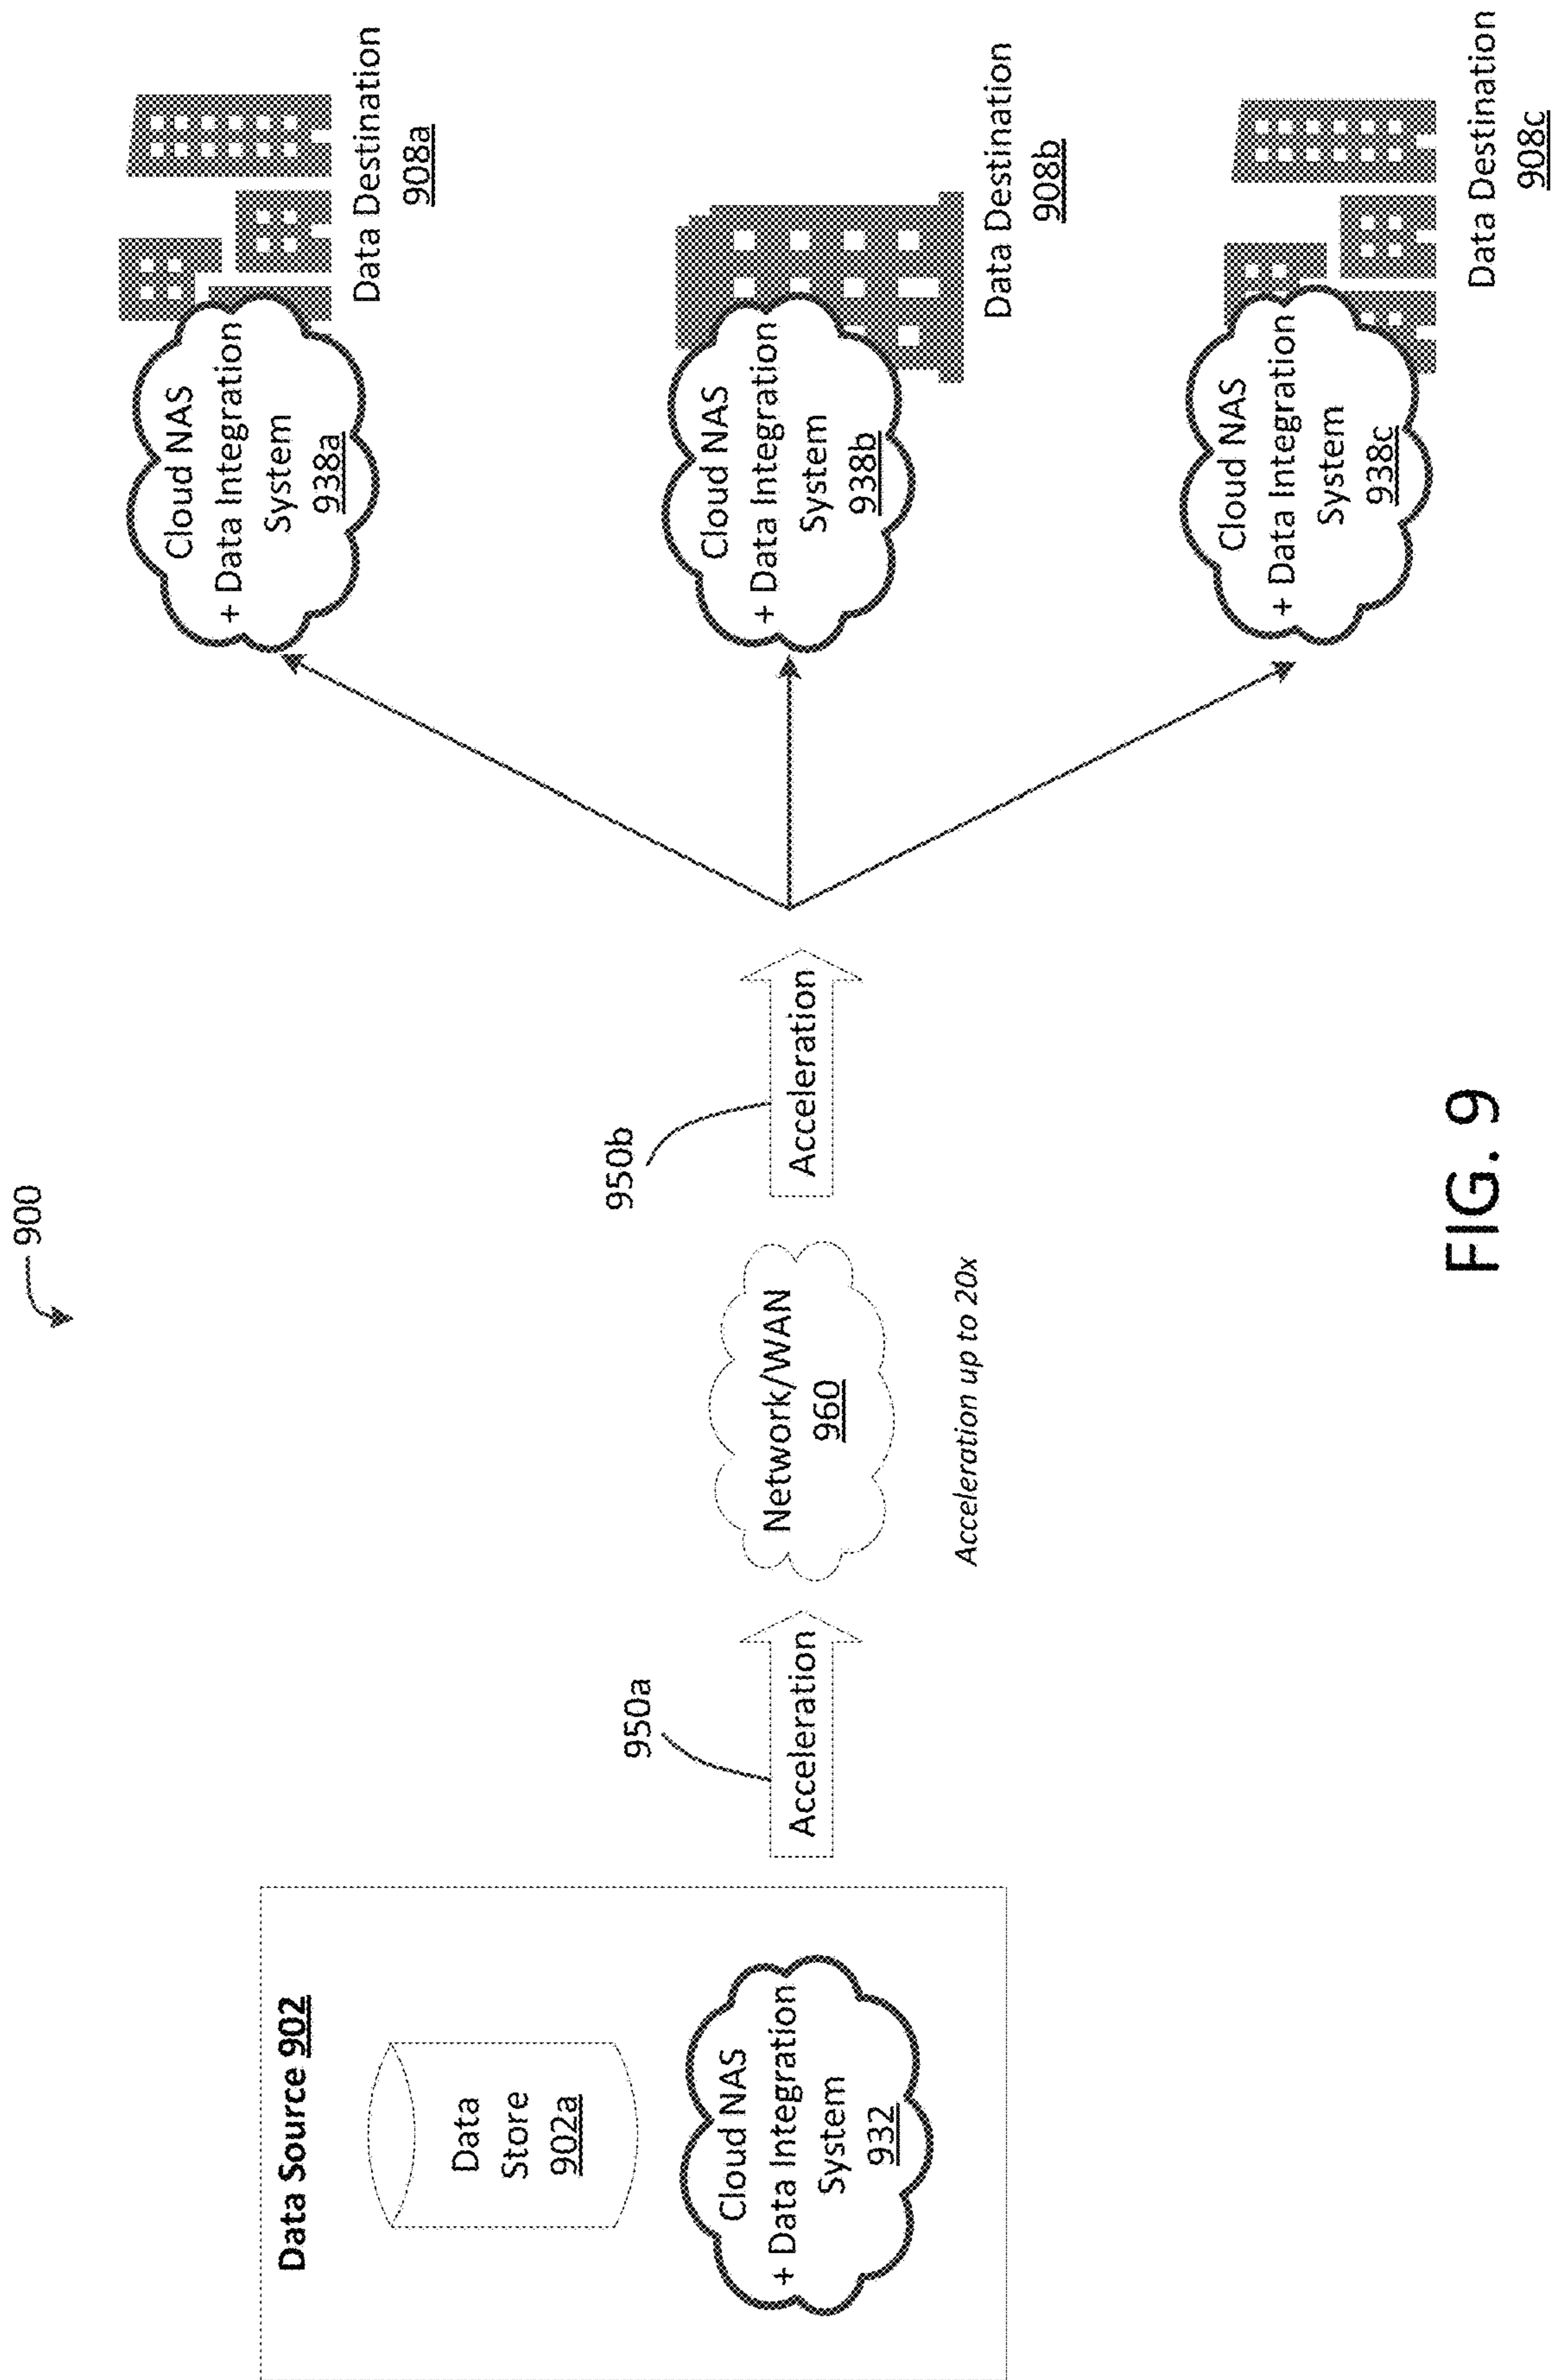 900
Data Source 902
Data
Store
902a
Cloud NAS
+ Data Integration
System
932
950a
Acceleration
Network/WAN
960
Acceleration up to 20x
950b
Acceleration
Cloud NAS
+ Data Integration
System
938a
Data Destination
908a
Cloud NAS
+ Data Integration
System
938b
Data Destination
908b
Cloud NAS
+ Data Integration
System
938c
Data Destination
908c
FIG. 9